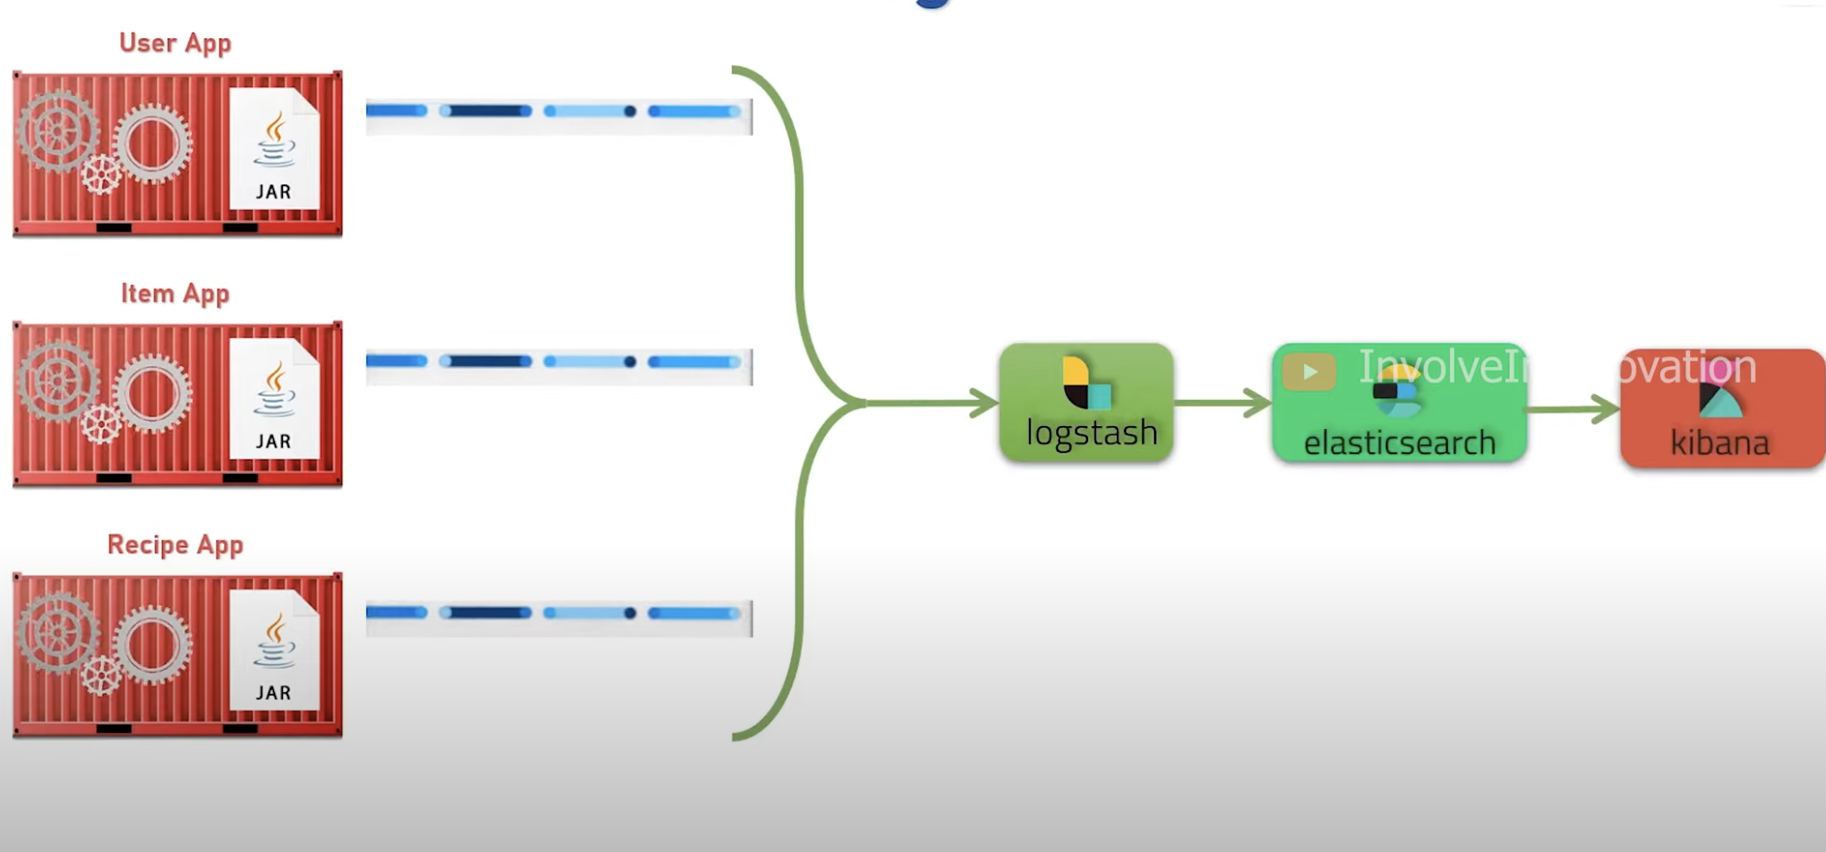 User App
JAR
Item App
JAR
Recipe App
JAR
logstash
elasticsearch
kibana